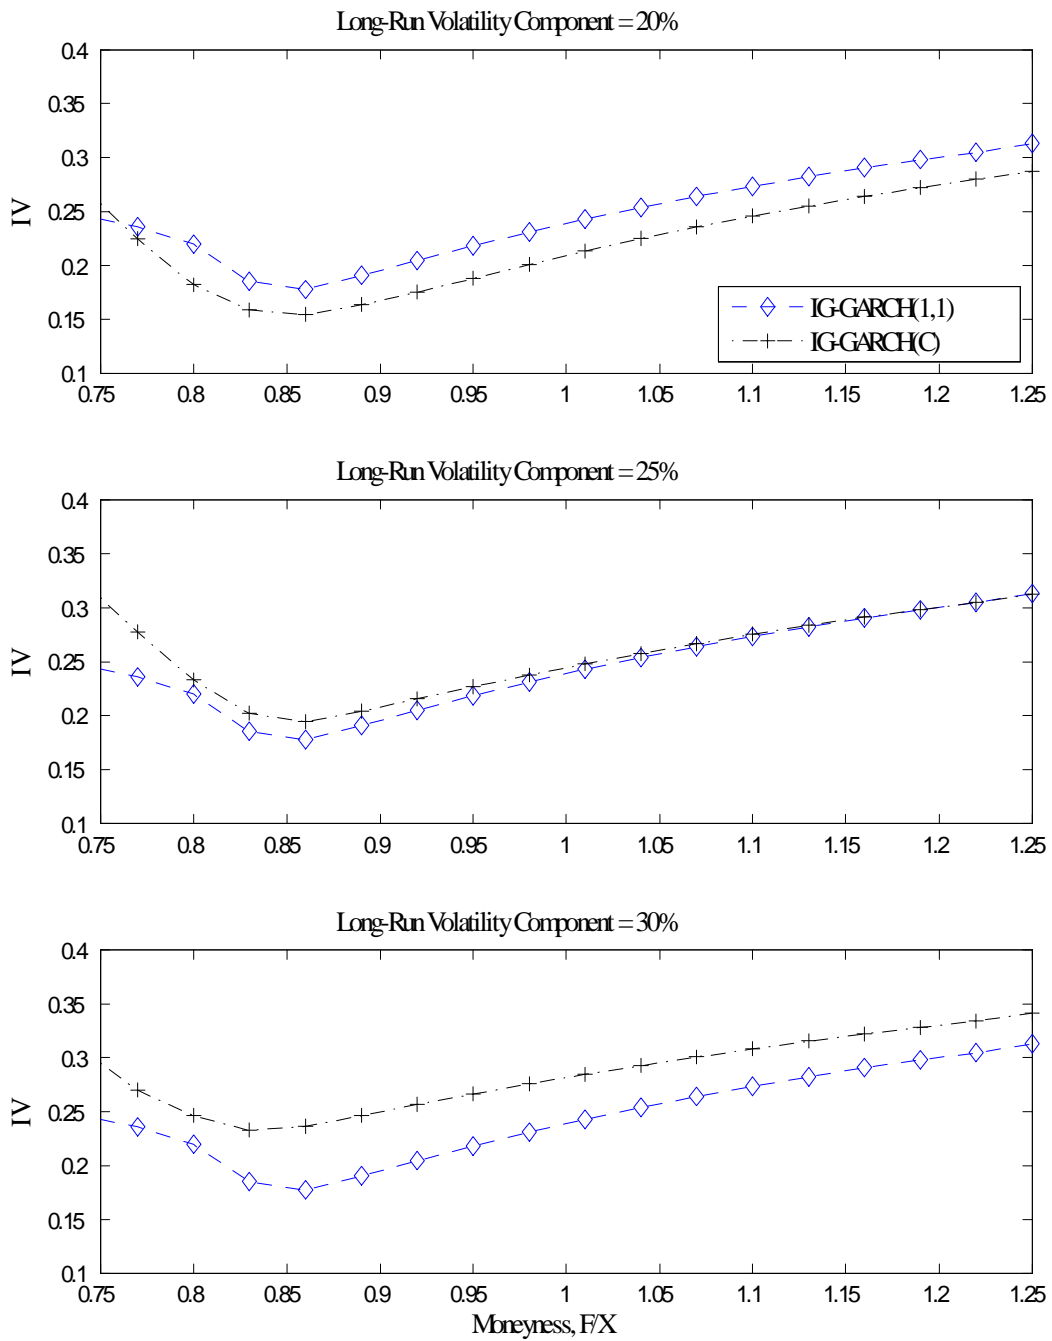 Long-Run Volatility Component = 20%
0.4
0.35
0.3
0.25
0.2
0.15
0.1
IV
IG-GARCH(1,1)
IG-GARCH(C)
0.75 0.8 0.85 0.9 0.95 1 1.05 1.1 1.15 1.2 1.25
Long-Run Volatility Component = 25%
0.4
0.35
0.3
0.25
0.2
0.15
0.1
IV
0.75 0.8 0.85 0.9 0.95 1 1.05 1.1 1.15 1.2 1.25
Long-Run Volatility Component = 30%
0.4
0.35
0.3
0.25
0.2
0.15
0.1
IV
0.75 0.8 0.85 0.9 0.95 1 1.05 1.1 1.15 1.2 1.25
Moneyness, F/X